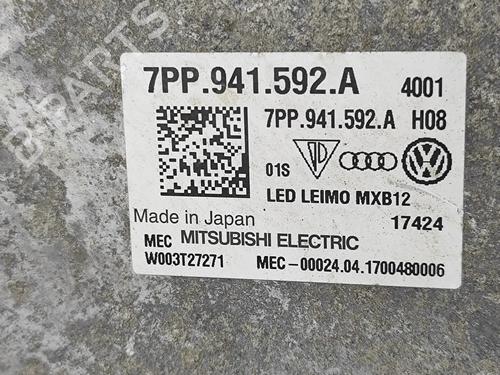 B PARTS
7PP.941.592.A 4001
7PP.941.592.A H08
01S
LED LEIMO MXB12
Made in Japan 17424
MEC MITSUBISHI ELECTRIC
W003T27271 MEC-00024.04.1700480006